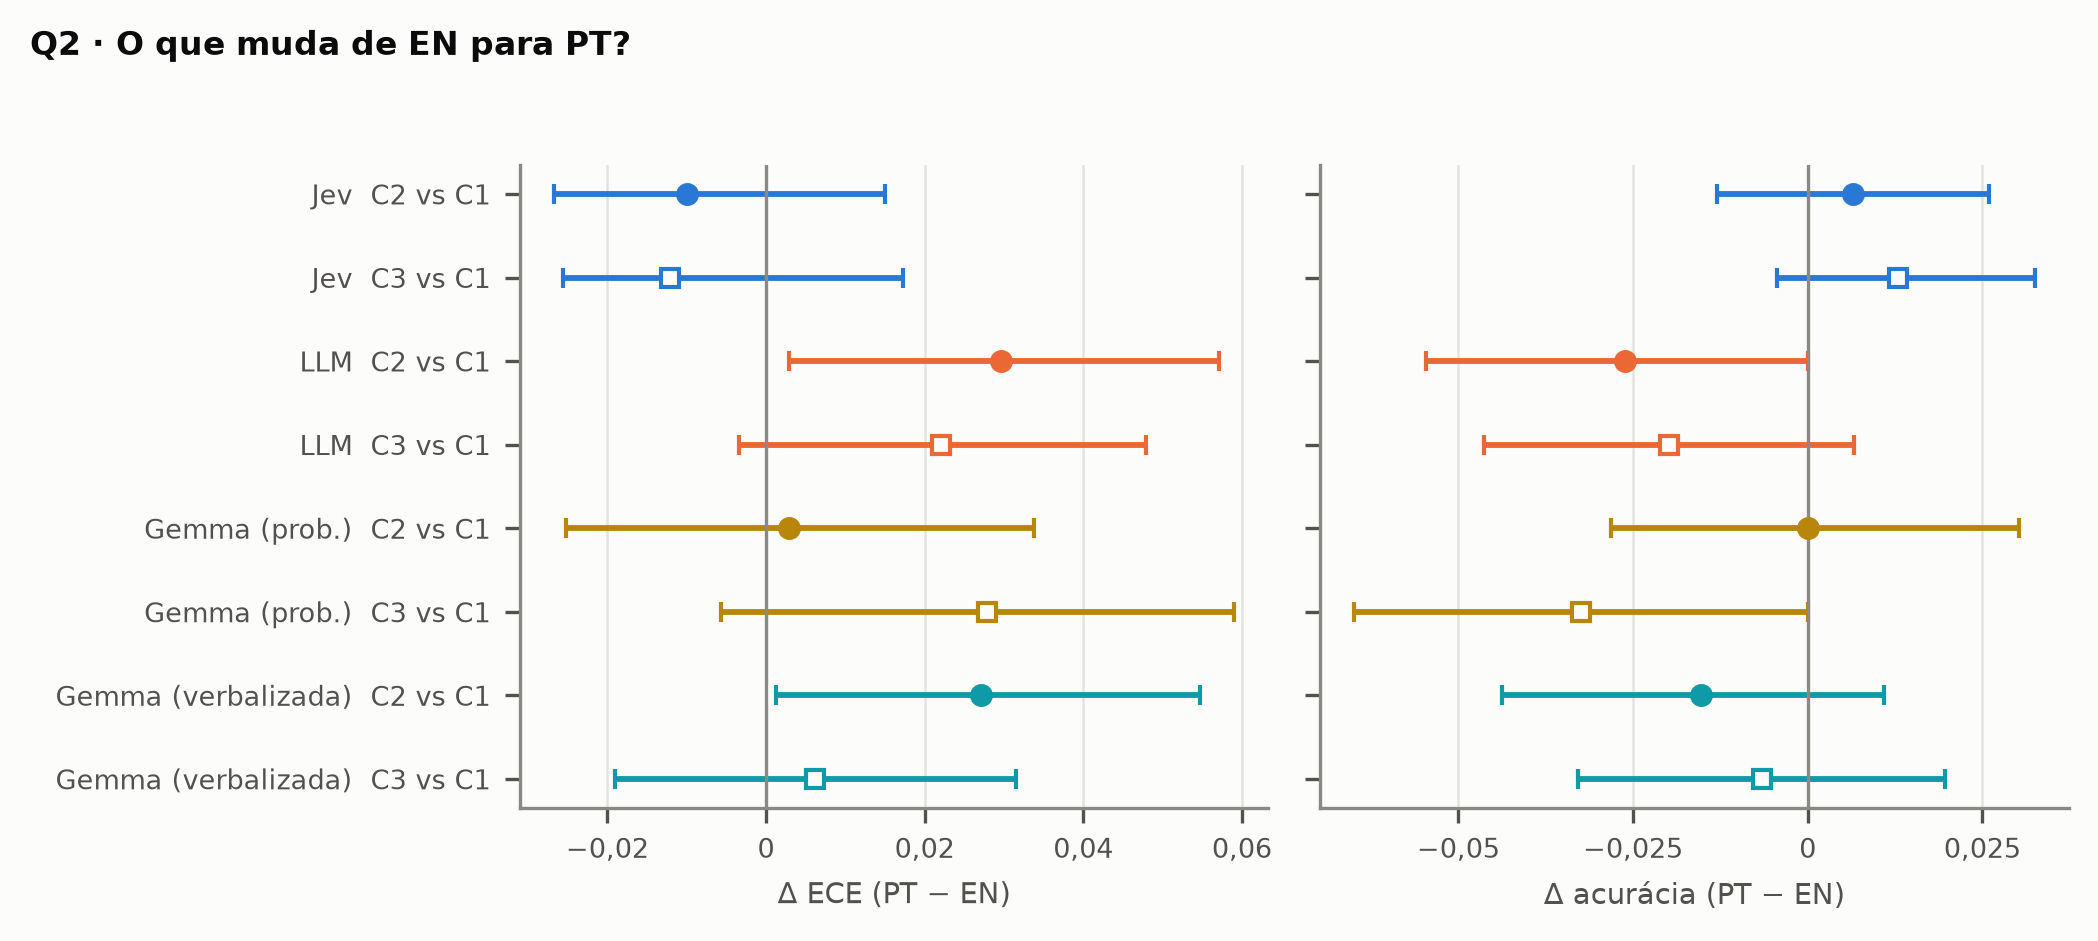 Q2 · O que muda de EN para PT?
Jev C2 vs C1
Jev C3 vs C1
LLM C2 vs C1
LLM C3 vs C1
Gemma (prob.) C2 vs C1
Gemma (prob.) C3 vs C1
Gemma (verbalizada) C2 vs C1
Gemma (verbalizada) C3 vs C1
−0,02 0 0,02 0,04 0,06
Δ ECE (PT − EN)
−0,05 −0,025 0 0,025
Δ acurácia (PT − EN)